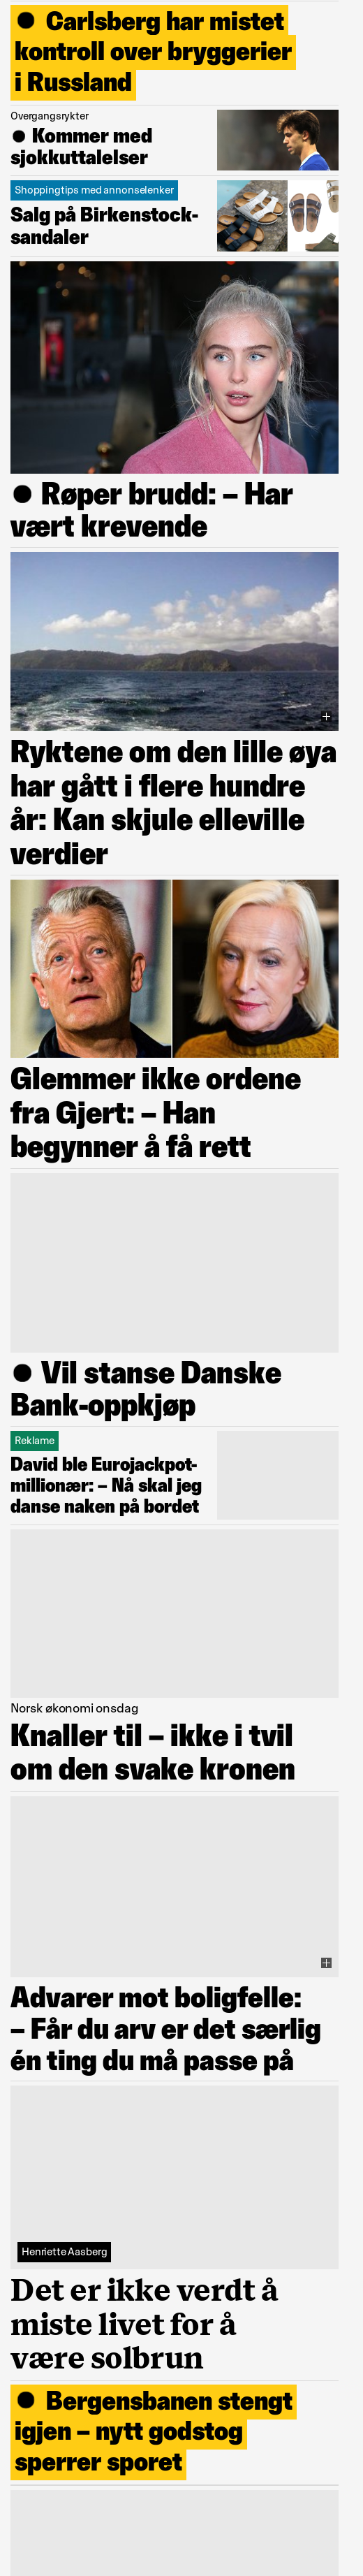 Carlsberg har mistet
kontroll over bryggerier
i Russland
Overgangsrykter
Kommer med
sjokkuttalelser
Shoppingtips med annonselenker
Salg på Birkenstock-
sandaler
Røper brudd: – Har
vært krevende
Ryktene om den lille øya
har gått i flere hundre
år: Kan skjule elleville
verdier
Glemmer ikke ordene
fra Gjert: – Han
begynner å få rett
Vil stanse Danske
Bank-oppkjøp
Reklame
David ble Eurojackpot-
millionær: – Nå skal jeg
danse naken på bordet
Norsk økonomi onsdag
Knaller til – ikke i tvil
om den svake kronen
Advarer mot boligfelle:
– Får du arv er det særlig
én ting du må passe på
Henriette Aasberg
Det er ikke verdt å
miste livet for å
være solbrun
Bergensbanen stengt
igjen – nytt godstog
sperrer sporet